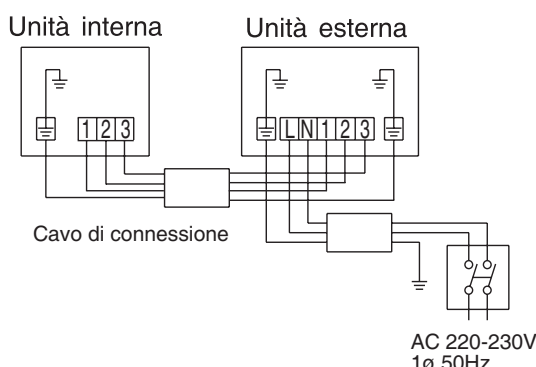 Unità interna
Unità esterna
1 2 3
L N 1 2 3
Cavo di connessione
AC 220-230V
1ø 50Hz